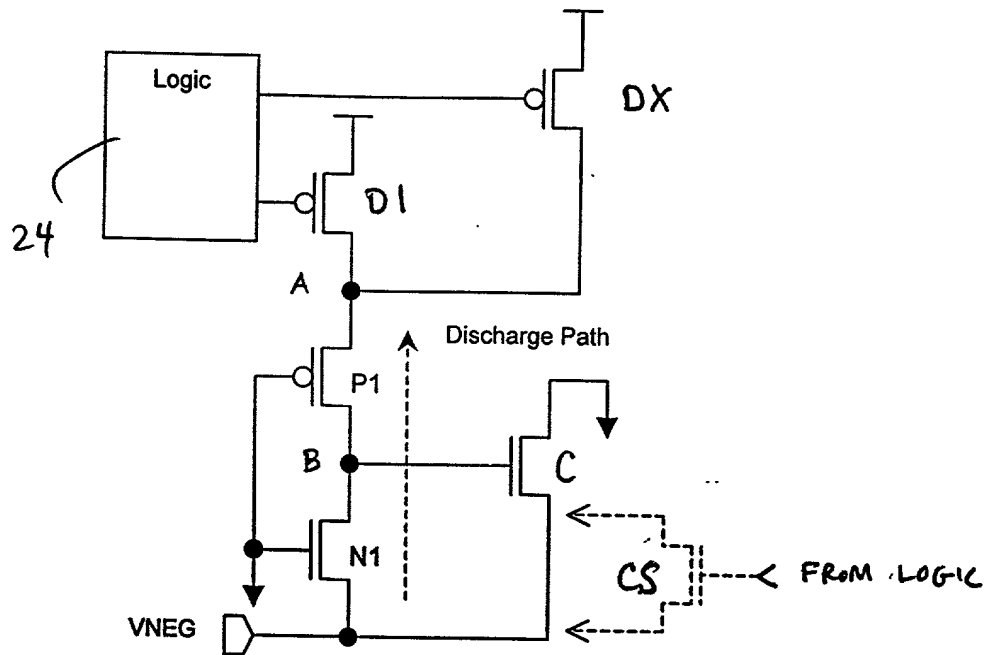 Logic
DX
D1
24
A
Discharge Path
P1
B
C
N1
CS
FROM LOGIC
VNEG